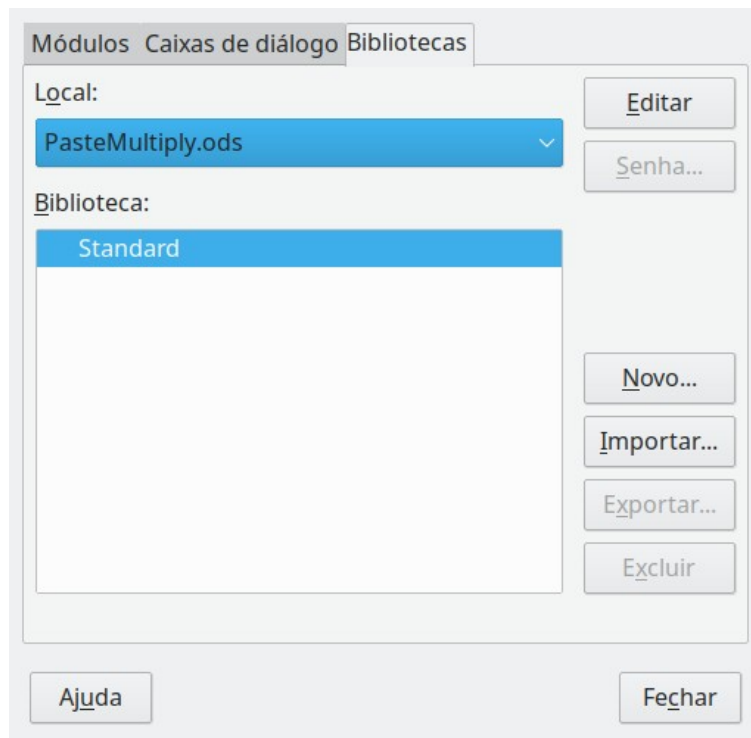 Módulos Caixas de diálogo Bibliotecas
Local:
Editar
PasteMultiply.ods
Senha...
Biblioteca:
Standard
Novo...
Importar...
Exportar...
Excluir
Ajuda
Fechar